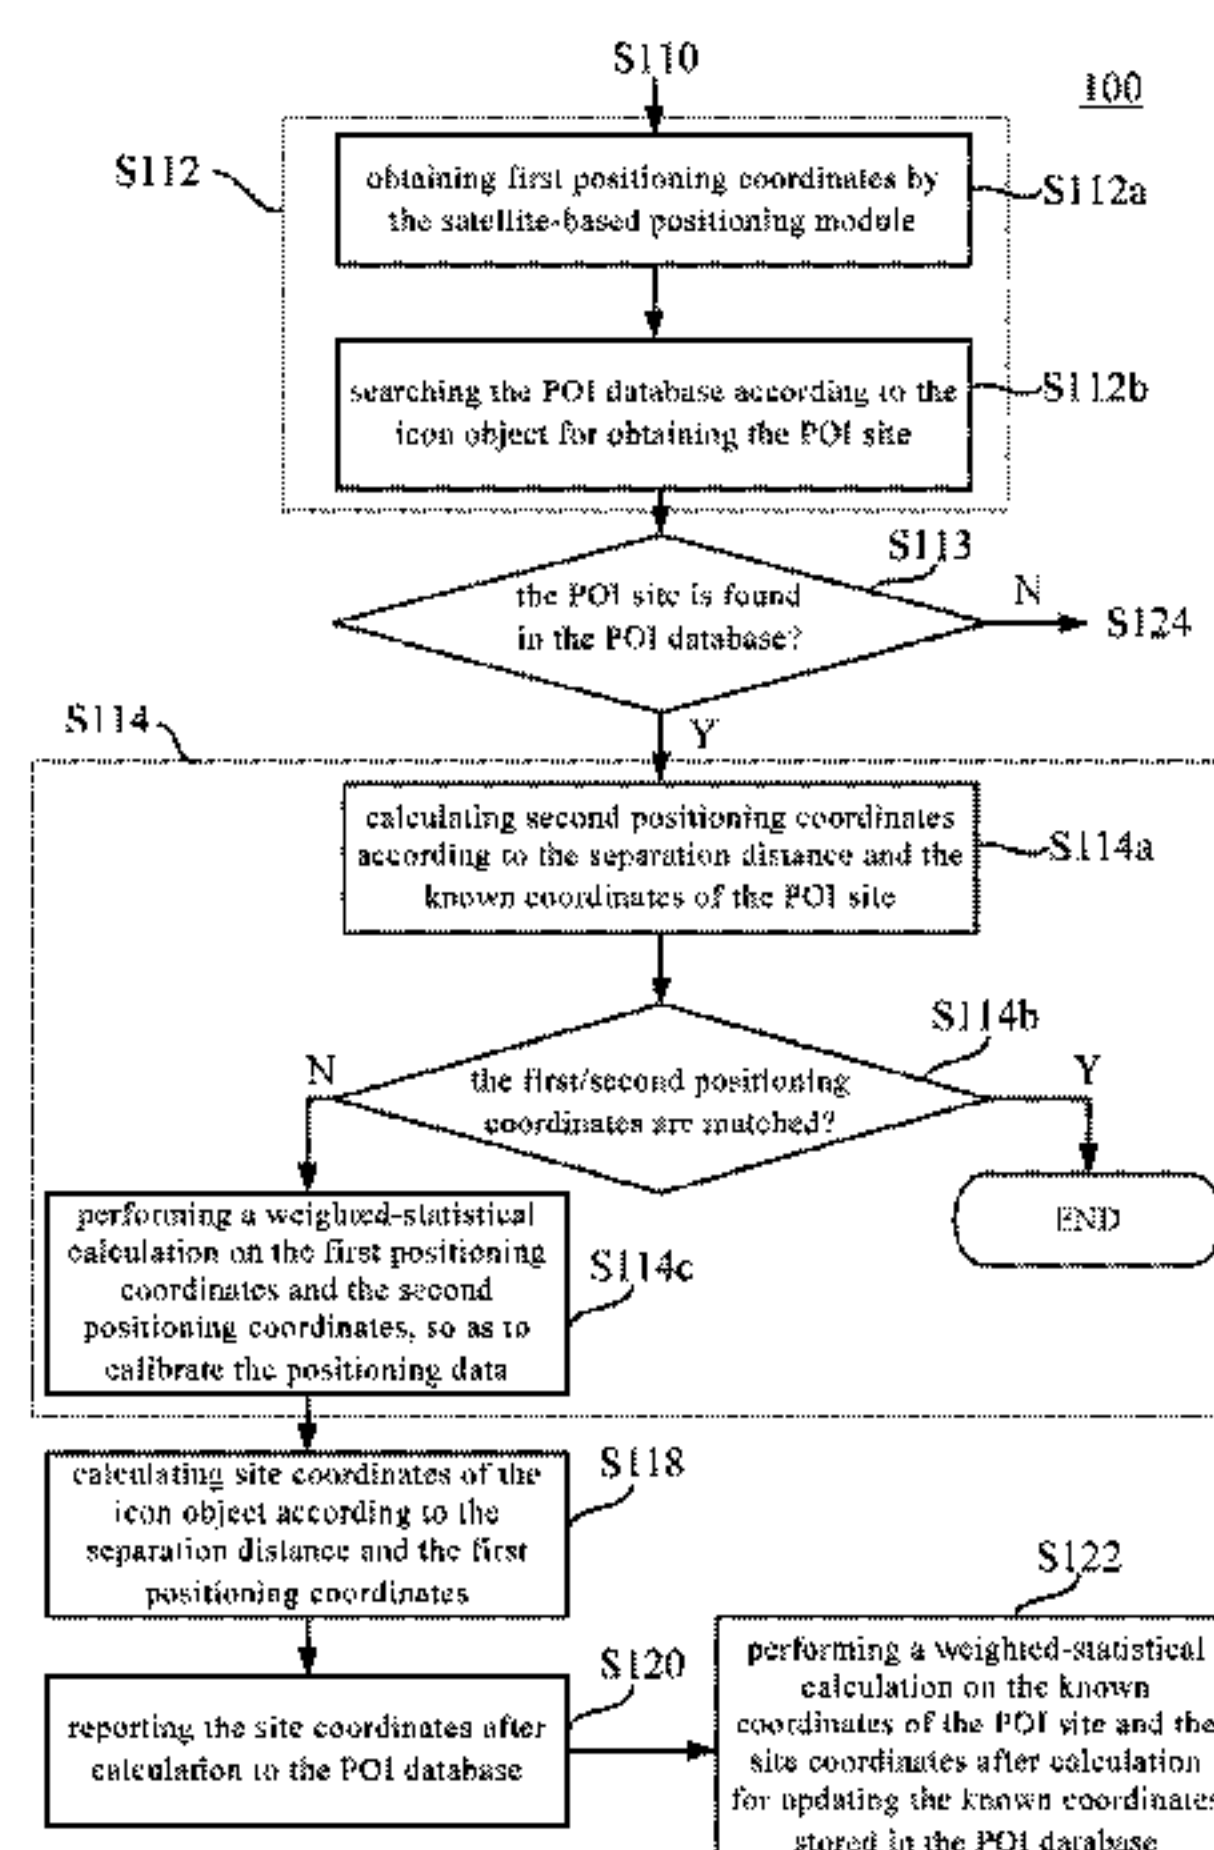 S110
100
S112
obtaining first positioning coordinates by
the satellite-based positioning module
S112a
searching the POI database according to the
icon object for obtaining the POI site
S112b
S113
the POI site is found
in the POI database?
N
S124
S114
Y
calculating second positioning coordinates
according to the separation distance and the
known coordinates of the POI site
S114a
S114b
the first/second positioning
coordinates are matched?
N
Y
END
performing a weighted-statistical
calculation on the first positioning
coordinates and the second
positioning coordinates, so as to
calibrate the positioning data
S114c
calculating site coordinates of the
icon object according to the
separation distance and the first
positioning coordinates
S118
S122
reporting the site coordinates after
calculation to the POI database
S120
performing a weighted-statistical
calculation on the known
coordinates of the POI site and the
site coordinates after calculation
for updating the known coordinates
stored in the POI database